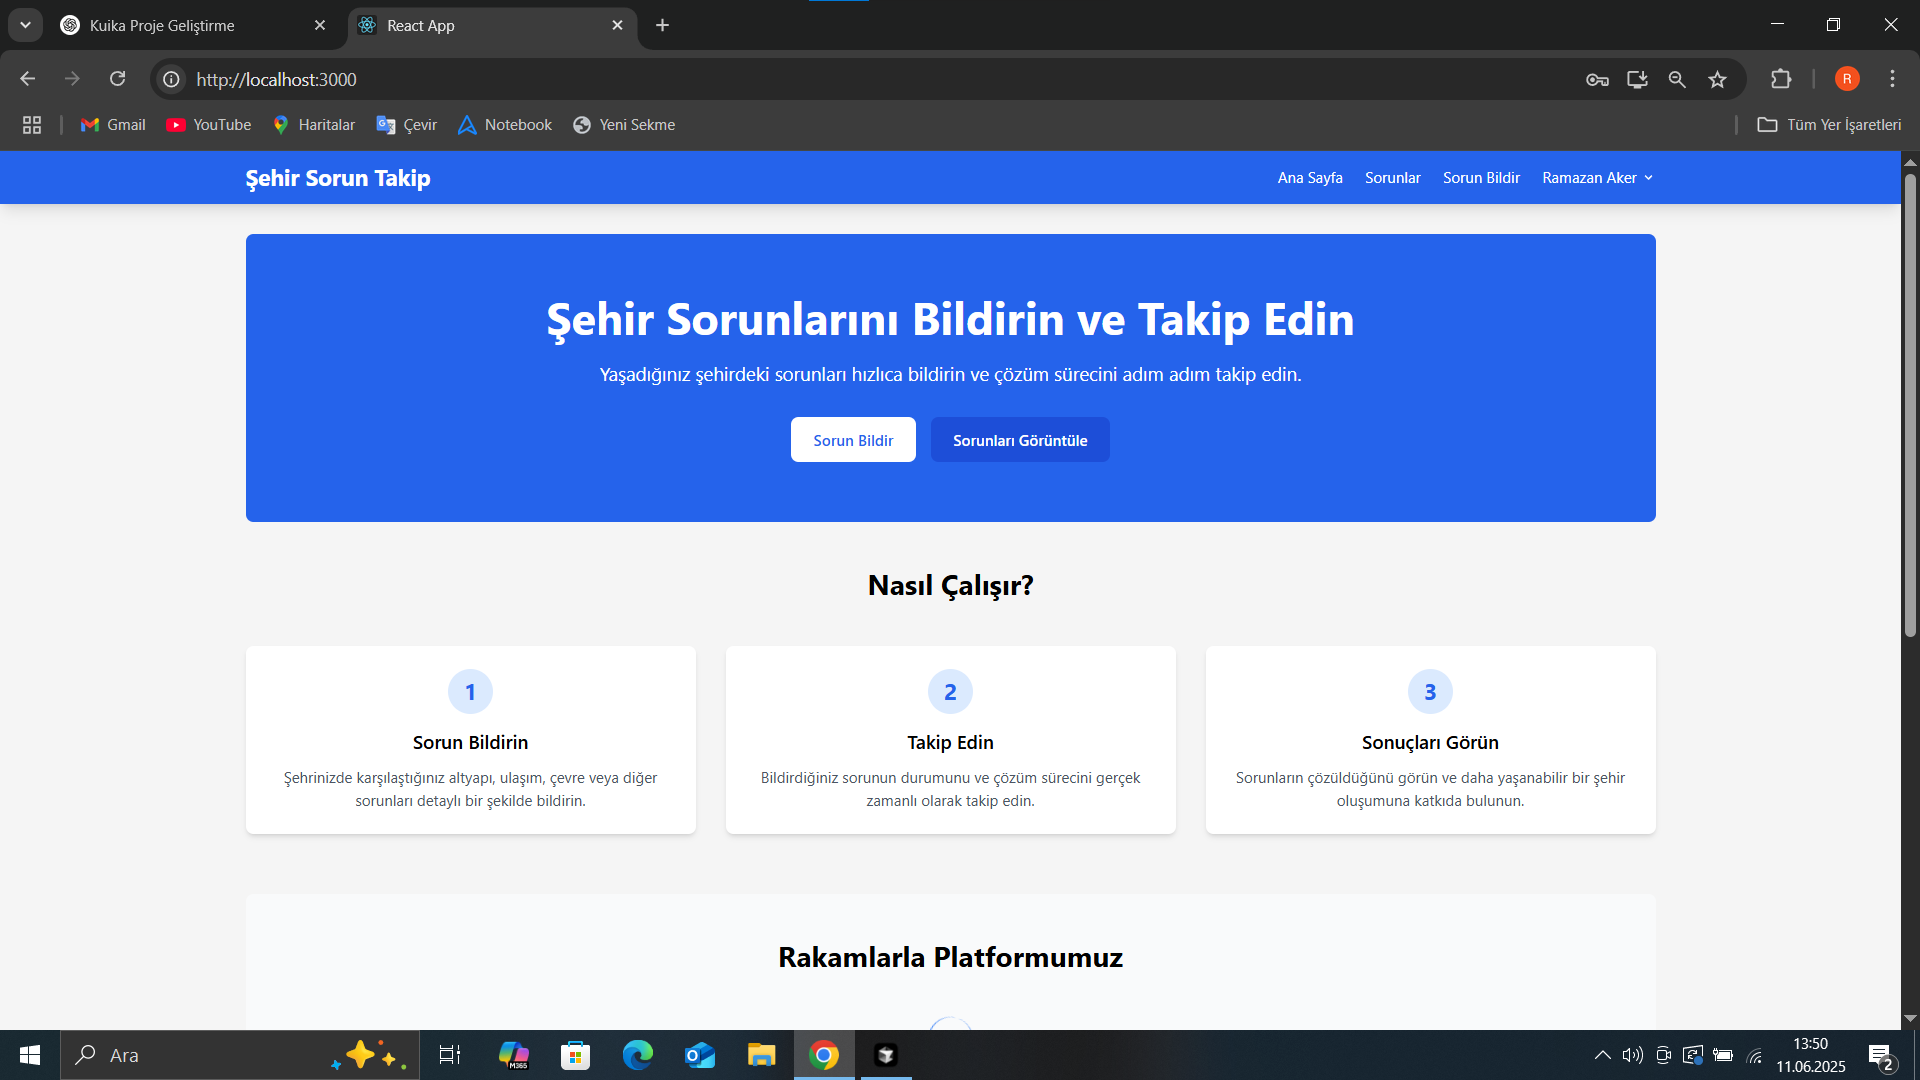 Kuika Proje Geliştirme
React App
http://localhost:3000
R
Gmail
YouTube
Haritalar
Çevir
Notebook
Yeni Sekme
Tüm Yer İşaretleri
Şehir Sorun Takip
Ana Sayfa
Sorunlar
Sorun Bildir
Ramazan Aker
Şehir Sorunlarını Bildirin ve Takip Edin
Yaşadığınız şehirdeki sorunları hızlıca bildirin ve çözüm sürecini adım adım takip edin.
Sorun Bildir
Sorunları Görüntüle
Nasıl Çalışır?
1
Sorun Bildirin
Şehrinizde karşılaştığınız altyapı, ulaşım, çevre veya diğer
sorunları detaylı bir şekilde bildirin.
2
Takip Edin
Bildirdiğiniz sorunun durumunu ve çözüm sürecini gerçek
zamanlı olarak takip edin.
3
Sonuçları Görün
Sorunların çözüldüğünü görün ve daha yaşanabilir bir şehir
oluşumuna katkıda bulunun.
Rakamlarla Platformumuz
Ara
M365
13:50
11.06.2025
2